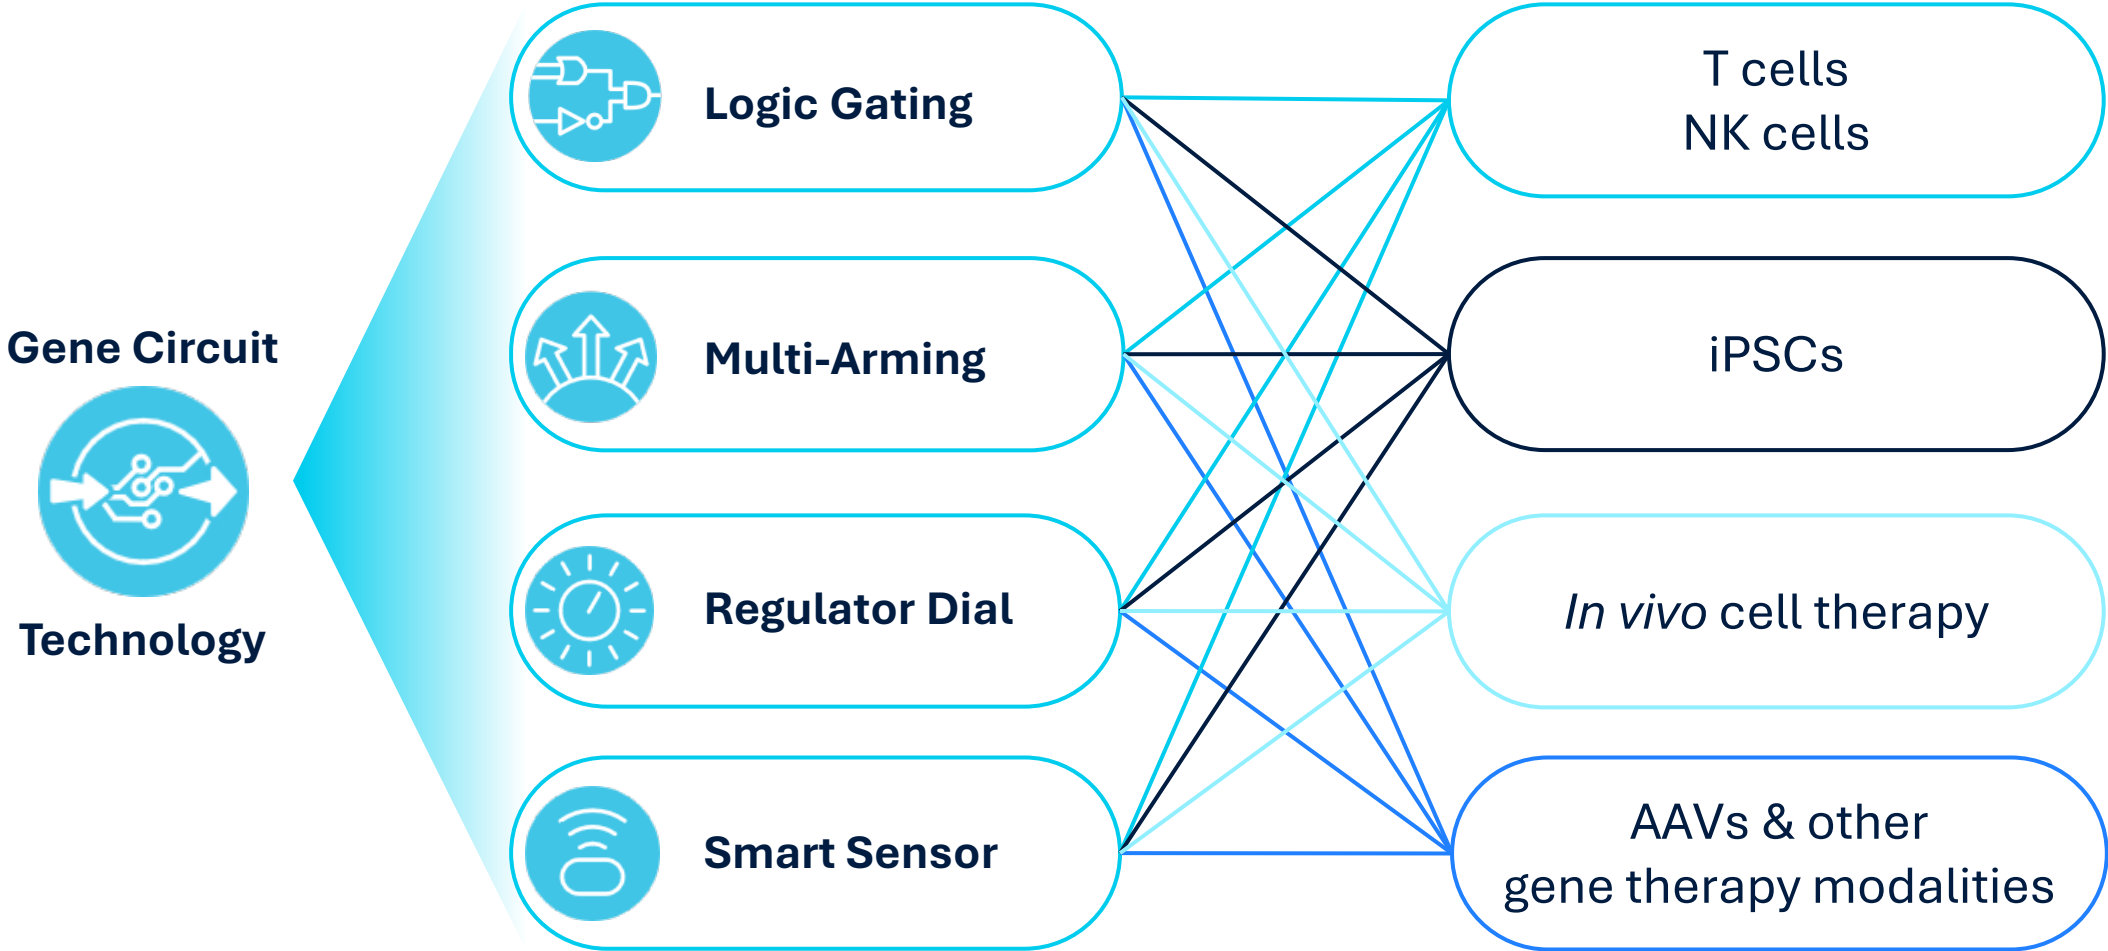 Gene Circuit
Technology
Logic Gating
Multi-Arming
Regulator Dial
Smart Sensor
T cells
NK cells
iPSCs
In vivo cell therapy
AAVs & other
gene therapy modalities